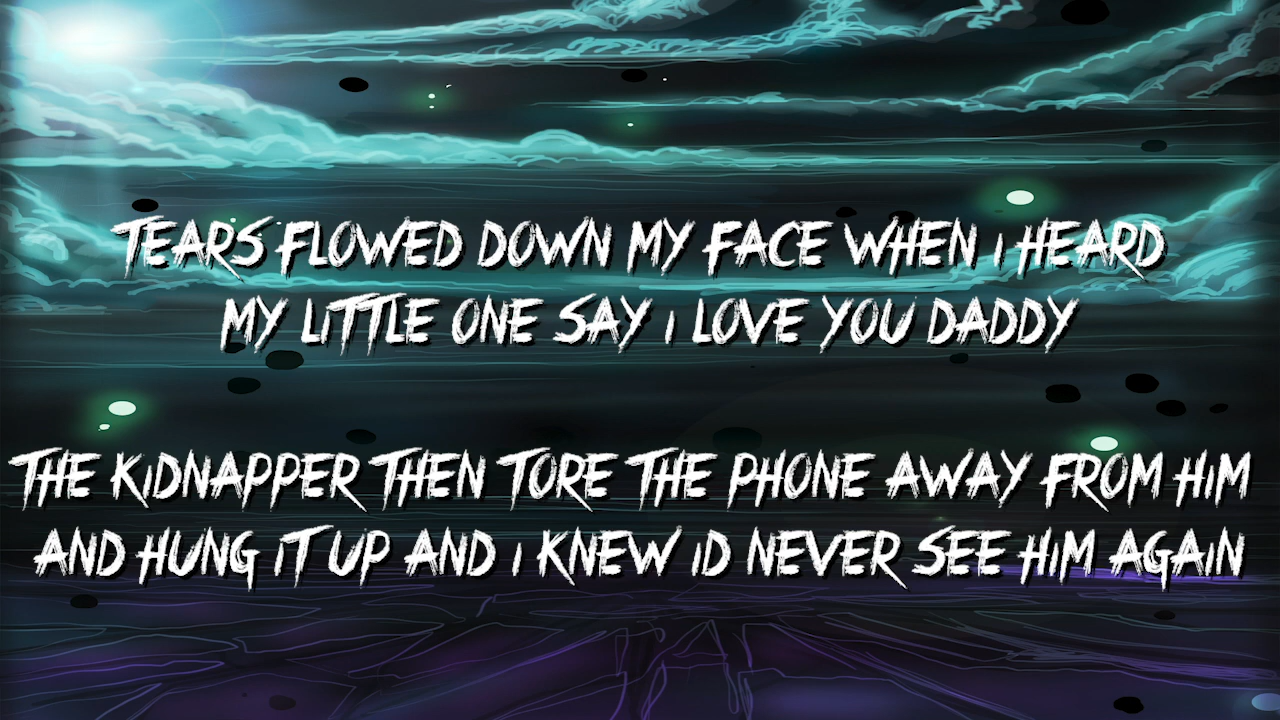 TEARS FLOWED DOWN MY FACE WHEN i HEARD
MY LiTTLE ONE SAY i LOVE YOU DADDY
THE KiDNAPPER THEN TORE THE PHONE AWAY FROM HiM
AND HUNG iT UP AND i KNEW iD NEVER SEE HiM AGAiN